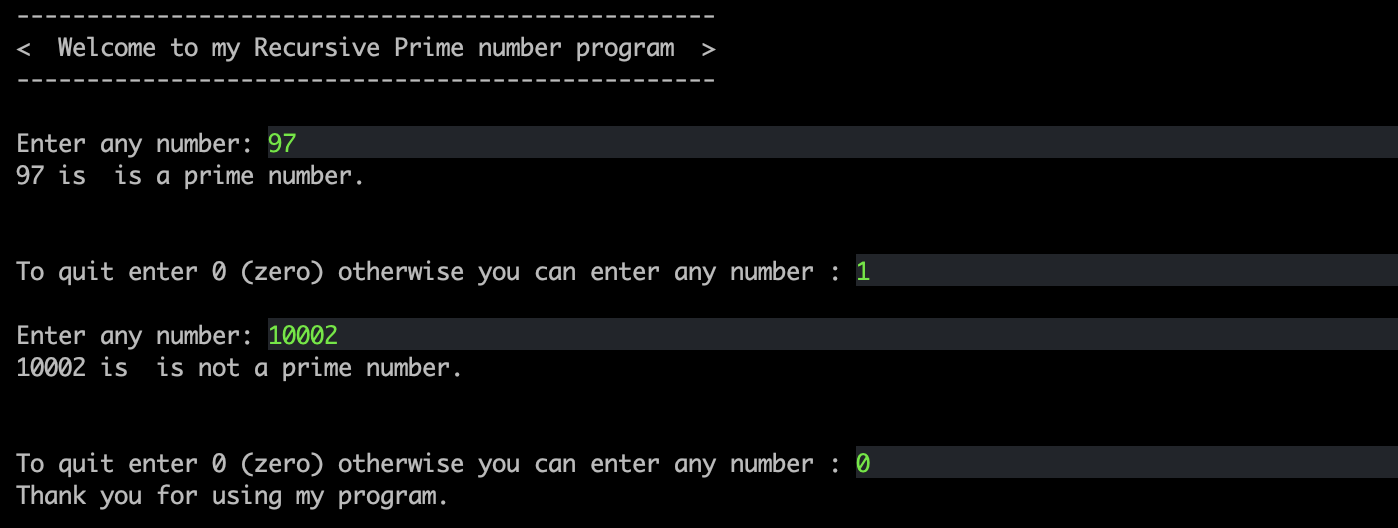 --------------------------------------------------
<  Welcome to my Recursive Prime number program  >
--------------------------------------------------
Enter any number: 97
97 is  is a prime number.
To quit enter 0 (zero) otherwise you can enter any number : 1
Enter any number: 10002
10002 is  is not a prime number.
To quit enter 0 (zero) otherwise you can enter any number : 0
Thank you for using my program.